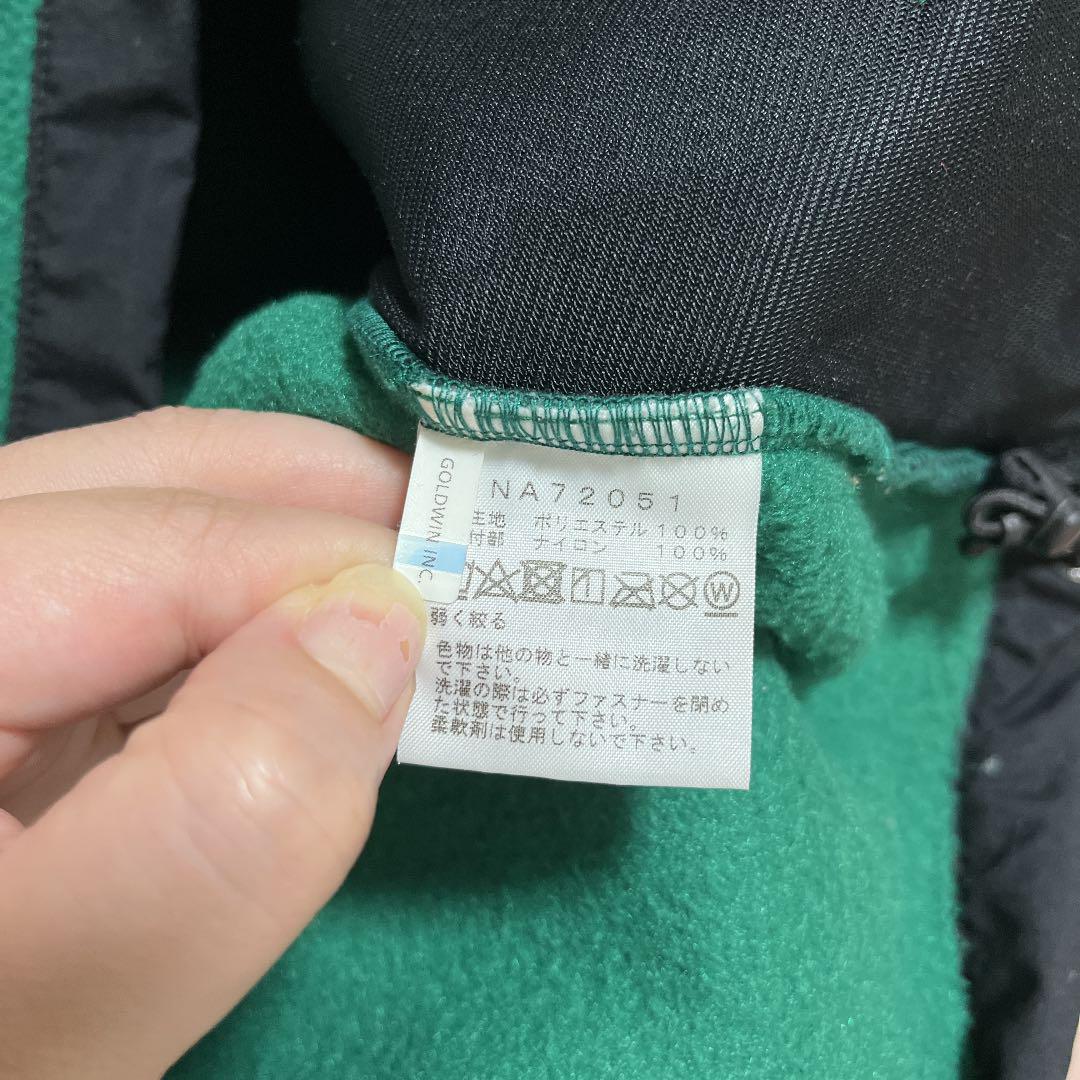 GOLDWIN INC.
NA72051
生地 ポリエステル 100%
付部 ナイロン 100%
W
弱く絞る
色物は他の物と一緒に洗濯しない
で下さい。
洗濯の際は必ずファスナーを閉め
た状態で行って下さい。
柔軟剤は使用しないで下さい。